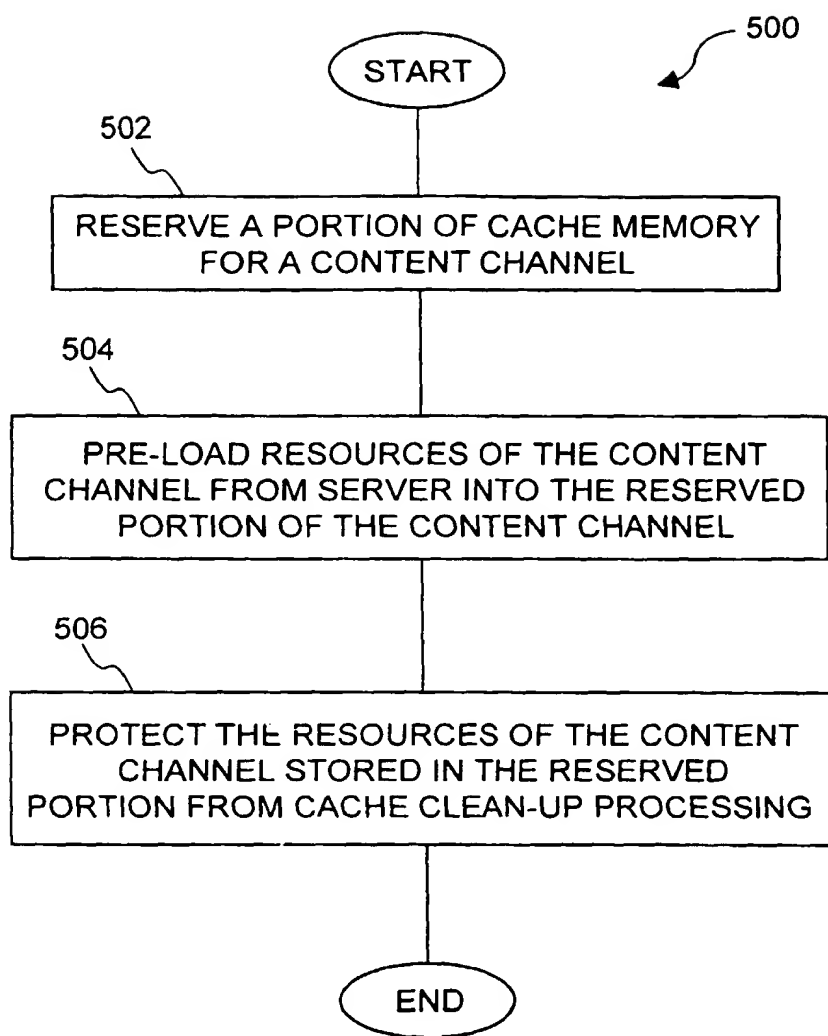 500
START
502
RESERVE A PORTION OF CACHE MEMORY
FOR A CONTENT CHANNEL
504
PRE-LOAD RESOURCES OF THE CONTENT
CHANNEL FROM SERVER INTO THE RESERVED
PORTION OF THE CONTENT CHANNEL
506
PROTECT THE RESOURCES OF THE CONTENT
CHANNEL STORED IN THE RESERVED
PORTION FROM CACHE CLEAN-UP PROCESSING
END